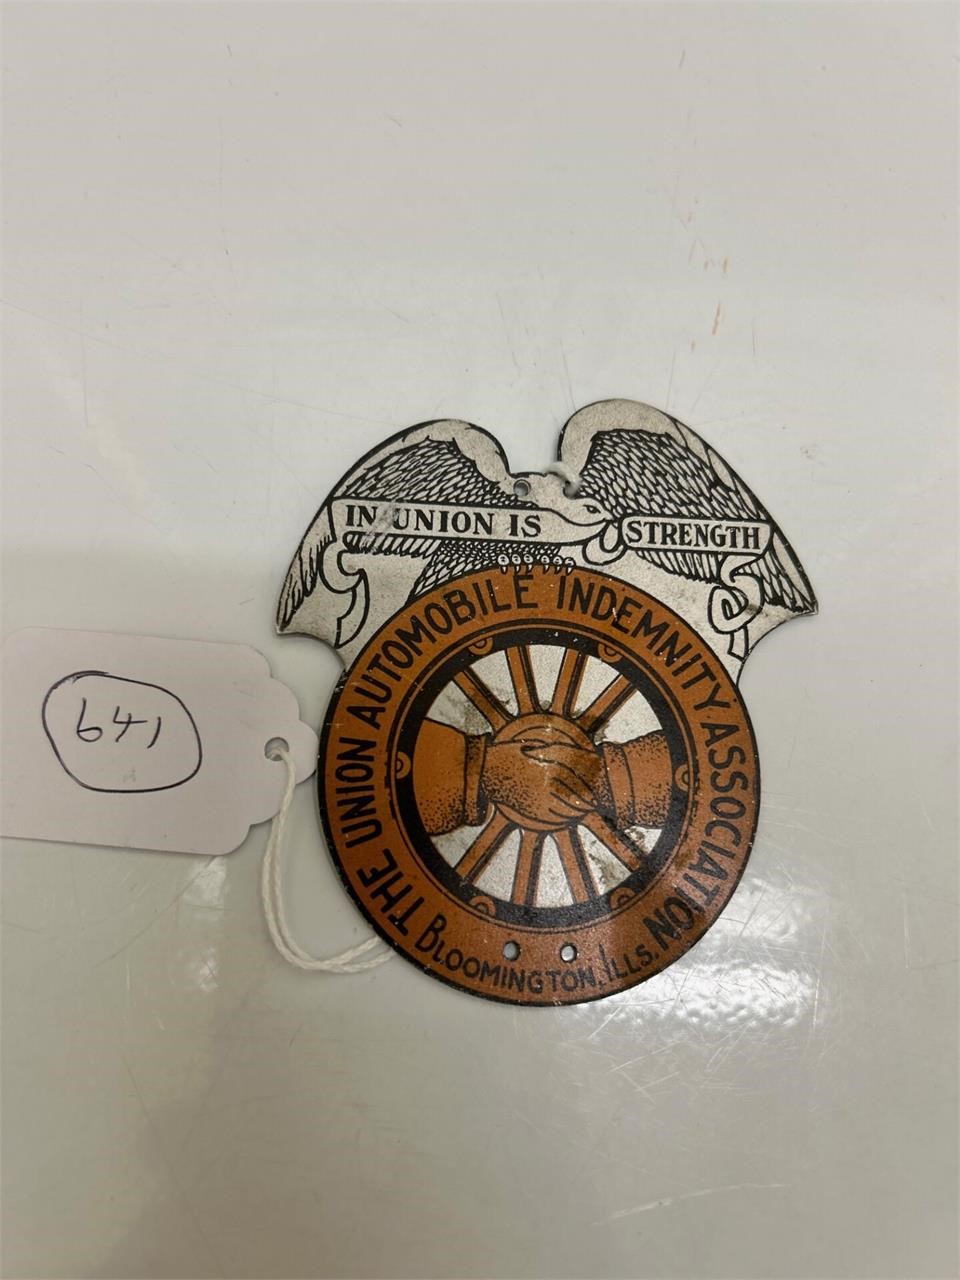 IN UNION IS STRENGTH
THE UNION AUTOMOBILE INDEMNITY ASSOCIATION
BLOOMINGTON, ILLS.
641